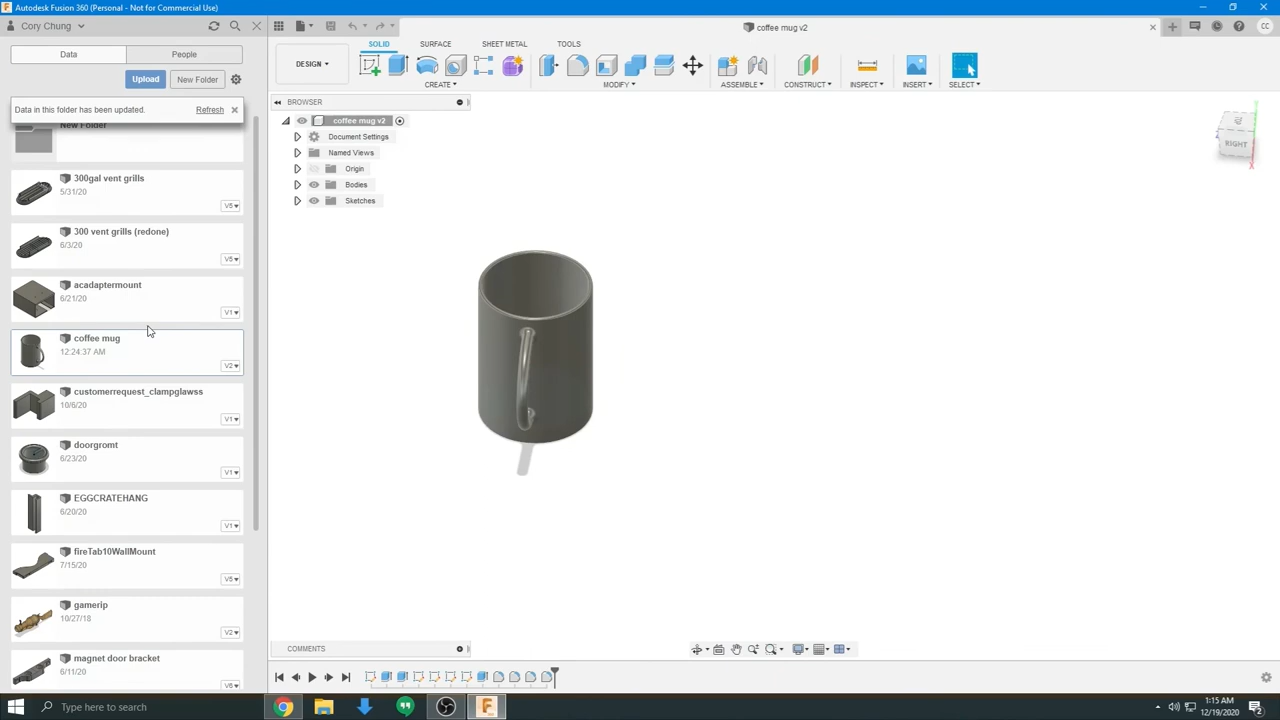 Autodesk Fusion 360 (Personal - Not for Commercial Use)
Cory Chung
coffee mug v2
CC
Data
People
Upload
New Folder
Data in this folder has been updated.
Refresh
New Folder
300gal vent grills
5/31/20
V5
300 vent grills (redone)
6/3/20
V5
acadaptermount
6/21/20
V1
coffee mug
12:24:37 AM
V2
customerrequest_clampglawss
10/6/20
V1
doorgromt
6/23/20
V1
EGGCRATEHANG
6/20/20
V1
fireTab10WallMount
7/15/20
V5
gamerip
10/27/18
V2
magnet door bracket
6/11/20
V6
SOLID
SURFACE
SHEET METAL
TOOLS
DESIGN
CREATE
MODIFY
ASSEMBLE
CONSTRUCT
INSPECT
INSERT
SELECT
BROWSER
coffee mug v2
Document Settings
Named Views
Origin
Bodies
Sketches
RIGHT
X
COMMENTS
Type here to search
F
1:15 AM
12/19/2020
2